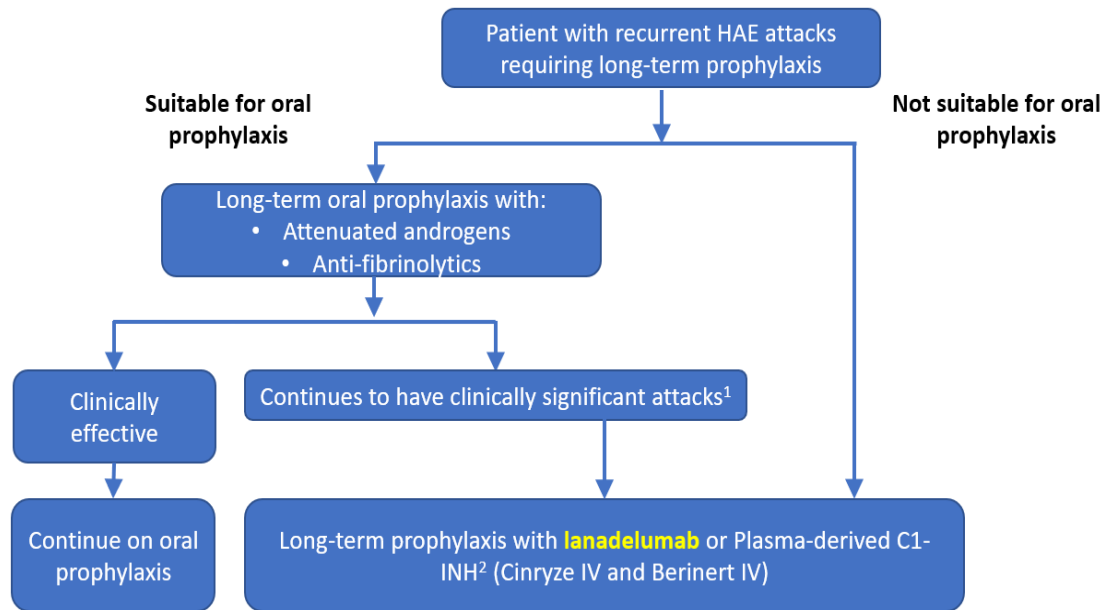 Patient with recurrent HAE attacks
requiring long-term prophylaxis
Suitable for oral
prophylaxis
Not suitable for oral
prophylaxis
Long-term oral prophylaxis with:
• Attenuated androgens
• Anti-fibrinolytics
Clinically
effective
Continues to have clinically significant attacks¹
Continue on oral
prophylaxis
Long-term prophylaxis with lanadelumab or Plasma-derived C1-
INH² (Cinryze IV and Berinert IV)